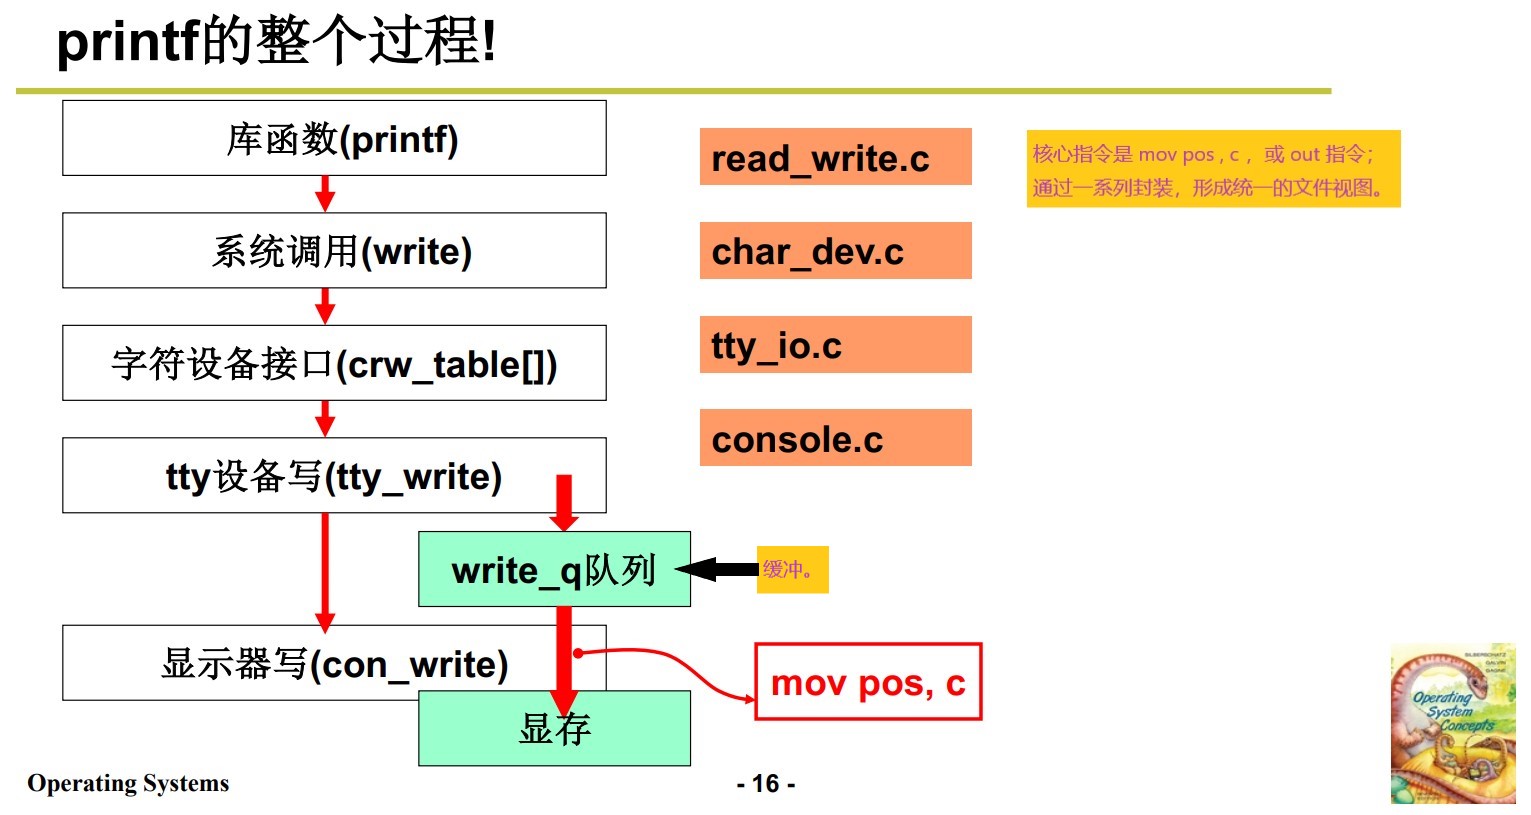 printf的整个过程!
库函数(printf)
系统调用(write)
字符设备接口(crw_table[])
tty设备写(tty_write)
write_q队列
显示器写(con_write)
显存
read_write.c
char_dev.c
tty_io.c
console.c
核心指令是 mov pos , c ，或 out 指令；
通过一系列封装，形成统一的文件视图。
缓冲。
mov pos, c
Operating Systems
- 16 -
SILBERSCHATZ
GALVIN
GAGNE
Operating
System
Concepts